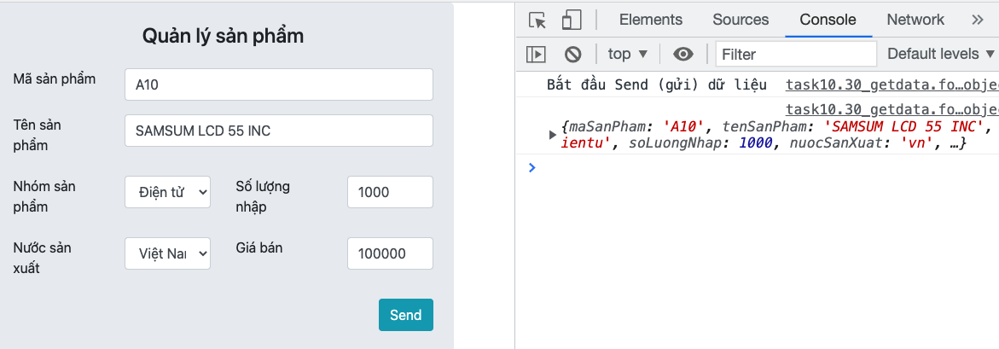 Quản lý sản phẩm
Mã sản phẩm
A10
Tên sản
phẩm
SAMSUM LCD 55 INC
Nhóm sản
phẩm
Điện tử
Số lượng
nhập
1000
Nước sản
xuất
Việt Nai
Giá bán
100000
Send
Elements Sources Console Network »
top ▼ Filter Default levels ▼
Bắt đầu Send (gửi) dữ liệu task10.30_getdata.fo…obje
task10.30_getdata.fo…obje
{maSanPham: 'A10', tenSanPham: 'SAMSUM LCD 55 INC',
ientu', soLuongNhap: 1000, nuocSanXuat: 'vn', …}